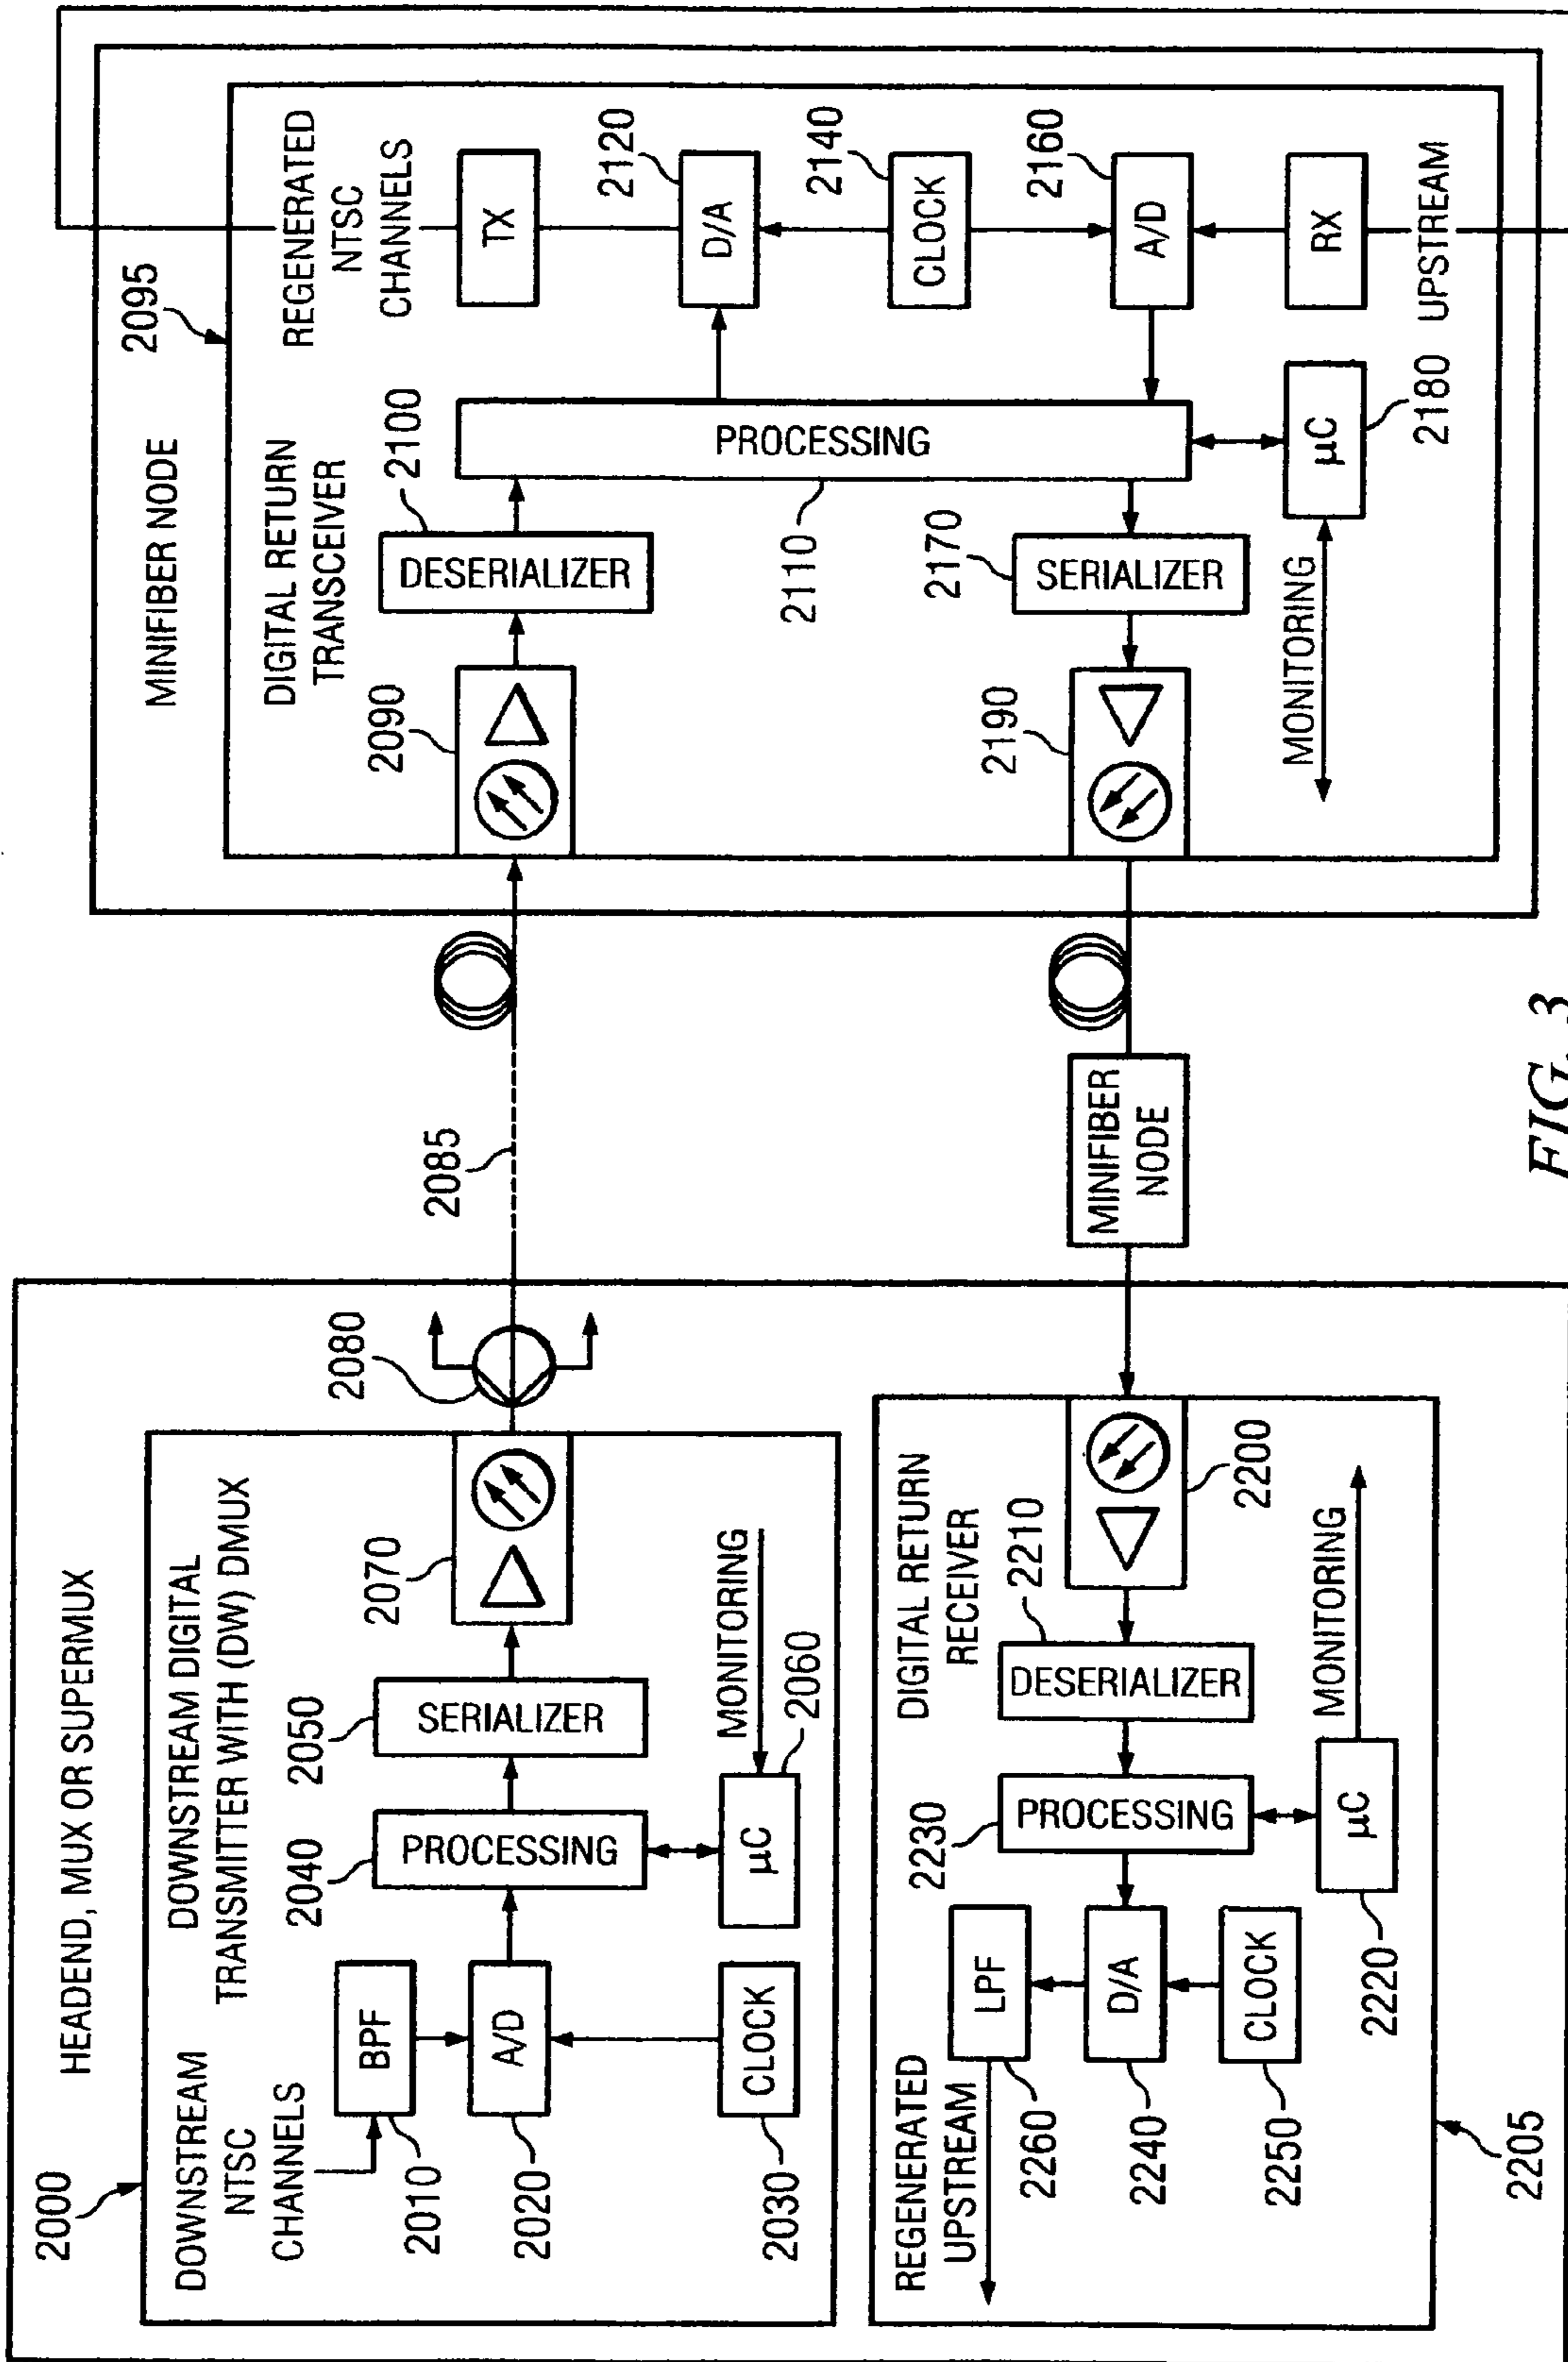 HEADEND, MUX OR SUPERMUX
2000
DOWNSTREAM
NTSC
CHANNELS
DOWNSTREAM DIGITAL
TRANSMITTER WITH (DW) DMUX
BPF
2010
A/D
2020
CLOCK
2030
2040
PROCESSING
2050
SERIALIZER
µC
2060
MONITORING
2070
2080
2085
MINIFIBER NODE
2095
DIGITAL RETURN
TRANSCEIVER
REGENERATED
NTSC
CHANNELS
2090
DESERIALIZER
2100
PROCESSING
2110
TX
D/A
2120
CLOCK
2140
A/D
2160
RX
UPSTREAM
2170
SERIALIZER
2190
µC
2180
MONITORING
MINIFIBER
NODE
DIGITAL RETURN
RECEIVER
2200
2210
DESERIALIZER
2230
PROCESSING
µC
2220
MONITORING
REGENERATED
UPSTREAM
LPF
2260
D/A
2240
CLOCK
2250
2205
FIG. 3